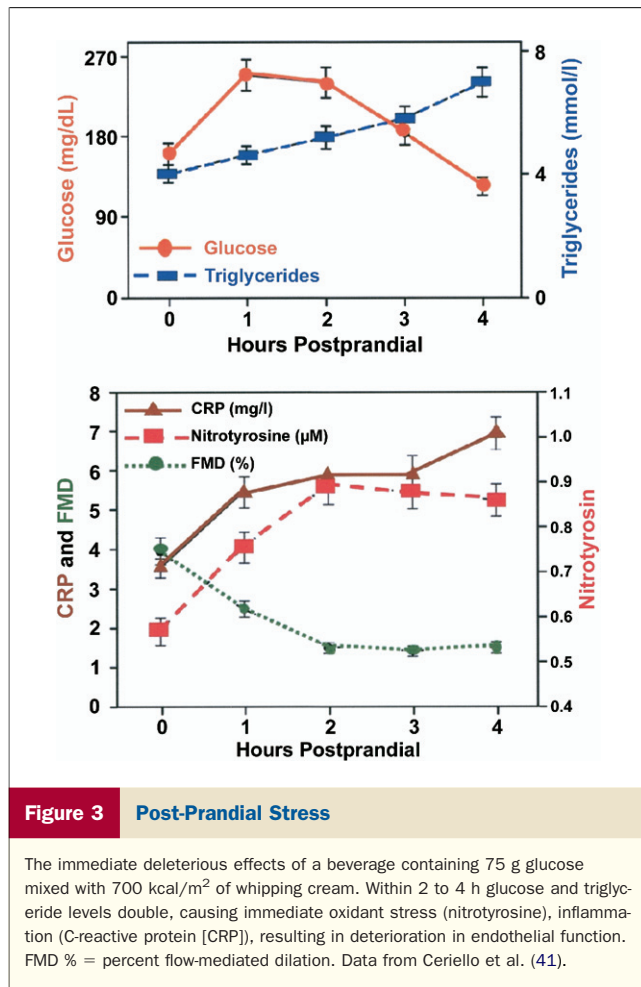 270
180
90
0
Glucose (mg/dL)
8
4
0
Triglycerides (mmol/l)
Glucose
Triglycerides
0 1 2 3 4
Hours Postprandial
8
7
6
5
4
3
2
1
0
CRP and FMD
CRP (mg/l)
Nitrotyrosine (µM)
FMD (%)
1.1
1.0
0.9
0.8
0.7
0.6
0.5
0.4
Nitrotyrosin
0 1 2 3 4
Hours Postprandial
Figure 3 Post-Prandial Stress
The immediate deleterious effects of a beverage containing 75 g glucose
mixed with 700 kcal/m² of whipping cream. Within 2 to 4 h glucose and triglyc-
eride levels double, causing immediate oxidant stress (nitrotyrosine), inflamma-
tion (C-reactive protein [CRP]), resulting in deterioration in endothelial function.
FMD % = percent flow-mediated dilation. Data from Ceriello et al. (41).